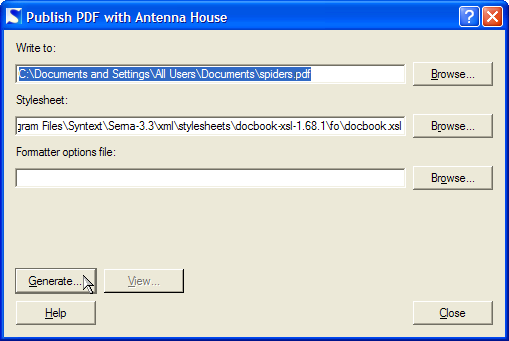 Publish PDF with Antenna House
Write to:
C:\Documents and Settings\All Users\Documents\spiders.pdf
Browse...
Stylesheet:
gram Files\Syntext\Serna-3.3\xml\stylesheets\docbook-xsl-1.68.1\fo\docbook.xsl
Browse...
Formatter options file:
Browse...
Generate...
View...
Help
Close